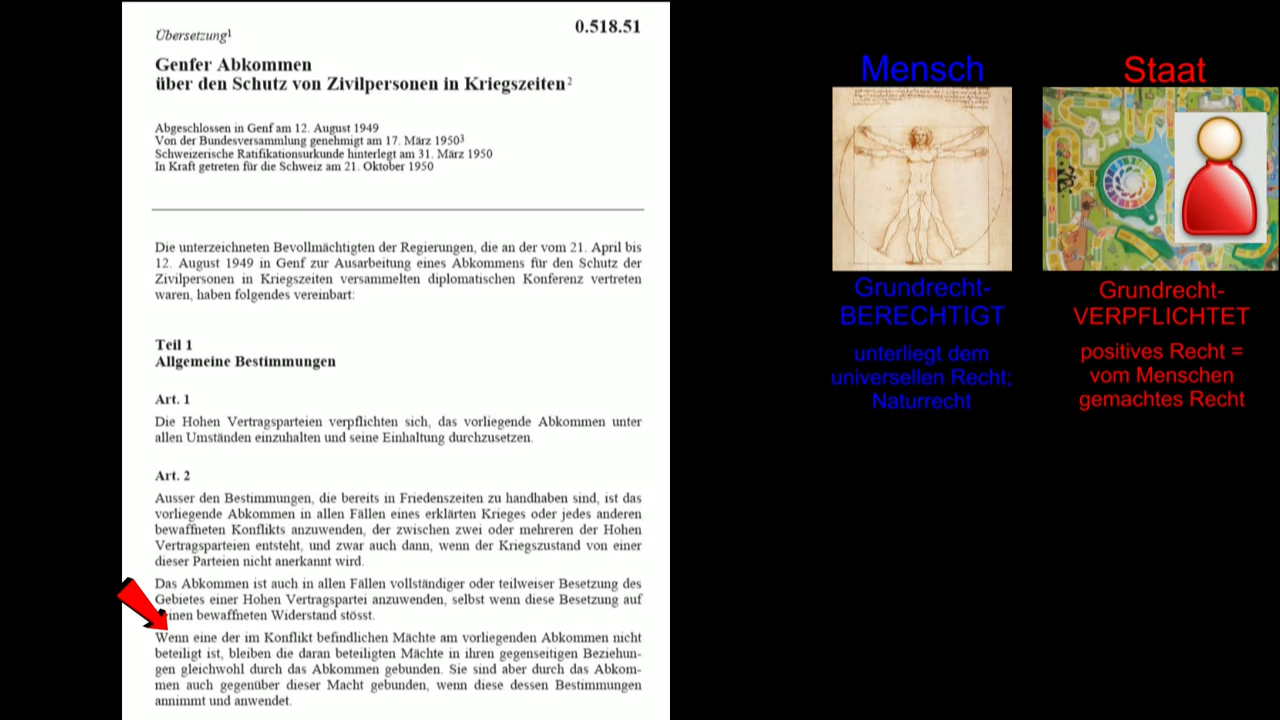 Übersetzung1
0.518.51
Genfer Abkommen
über den Schutz von Zivilpersonen in Kriegszeiten2
Abgeschlossen in Genf am 12. August 1949
Von der Bundesversammlung genehmigt am 17. März 19503
Schweizerische Ratifikationsurkunde hinterlegt am 31. März 1950
In Kraft getreten für die Schweiz am 21. Oktober 1950
Die unterzeichneten Bevollmächtigten der Regierungen, die an der vom 21. April bis
12. August 1949 in Genf zur Ausarbeitung eines Abkommens für den Schutz der
Zivilpersonen in Kriegszeiten versammelten diplomatischen Konferenz vertreten
waren, haben folgendes vereinbart:
Teil 1
Allgemeine Bestimmungen
Art. 1
Die Hohen Vertragsparteien verpflichten sich, das vorliegende Abkommen unter
allen Umständen einzuhalten und seine Einhaltung durchzusetzen.
Art. 2
Ausser den Bestimmungen, die bereits in Friedenszeiten zu handhaben sind, ist das
vorliegende Abkommen in allen Fällen eines erklärten Krieges oder jedes anderen
bewaffneten Konflikts anzuwenden, der zwischen zwei oder mehreren der Hohen
Vertragsparteien entsteht, und zwar auch dann, wenn der Kriegszustand von einer
dieser Parteien nicht anerkannt wird.
Das Abkommen ist auch in allen Fällen vollständiger oder teilweiser Besetzung des
Gebietes einer Hohen Vertragspartei anzuwenden, selbst wenn diese Besetzung auf
einen bewaffneten Widerstand stösst.
Wenn eine der im Konflikt befindlichen Mächte am vorliegenden Abkommen nicht
beteiligt ist, bleiben die daran beteiligten Mächte in ihren gegenseitigen Beziehun-
gen gleichwohl durch das Abkommen gebunden. Sie sind aber durch das Abkom-
men auch gegenüber dieser Macht gebunden, wenn diese dessen Bestimmungen
annimmt und anwendet.
Mensch
Grundrecht-
BERECHTIGT
unterliegt dem
universellen Recht;
Naturrecht
Staat
Grundrecht-
VERPFLICHTET
positives Recht =
vom Menschen
gemachtes Recht